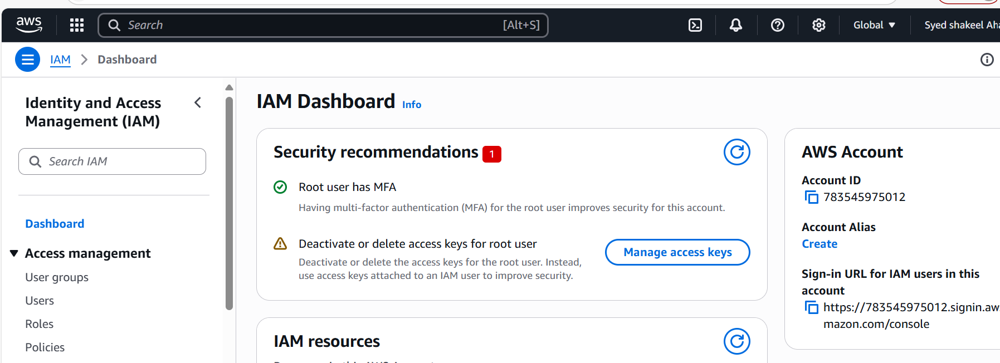 aws
Search
[Alt+S]
Global
Syed shakeel
IAM
Dashboard
Identity and Access
Management (IAM)
Search IAM
Dashboard
Access management
User groups
Users
Roles
Policies
IAM Dashboard Info
Security recommendations 1
Root user has MFA
Having multi-factor authentication (MFA) for the root user improves security for this account.
Deactivate or delete access keys for root user
Deactivate or delete the access keys for the root user. Instead,
use access keys attached to an IAM user to improve security.
Manage access keys
IAM resources
AWS Account
Account ID
783545975012
Account Alias
Create
Sign-in URL for IAM users in this
account
https://783545975012.signin.aw
mazon.com/console